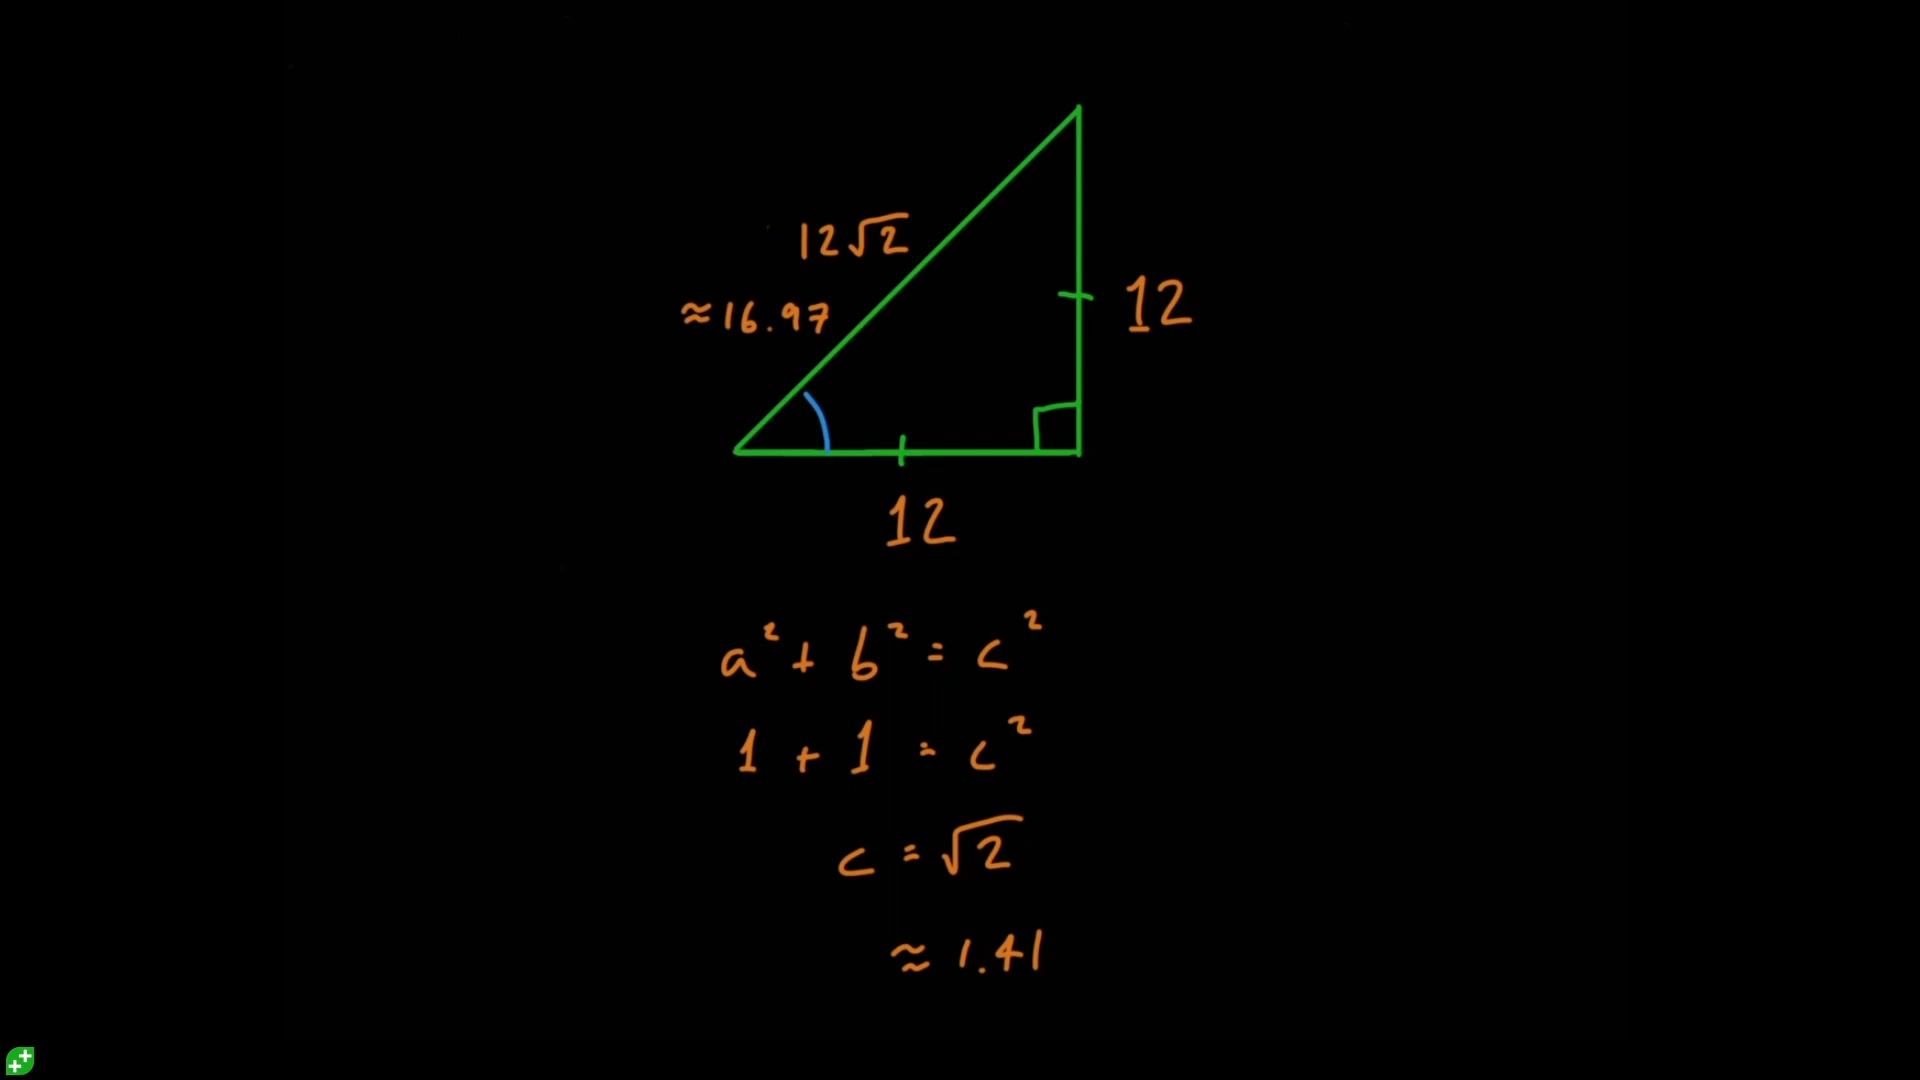 12√2
≈16.97
12
12
a² + b² = c²
1 + 1 = c²
c = √2
≈ 1.41